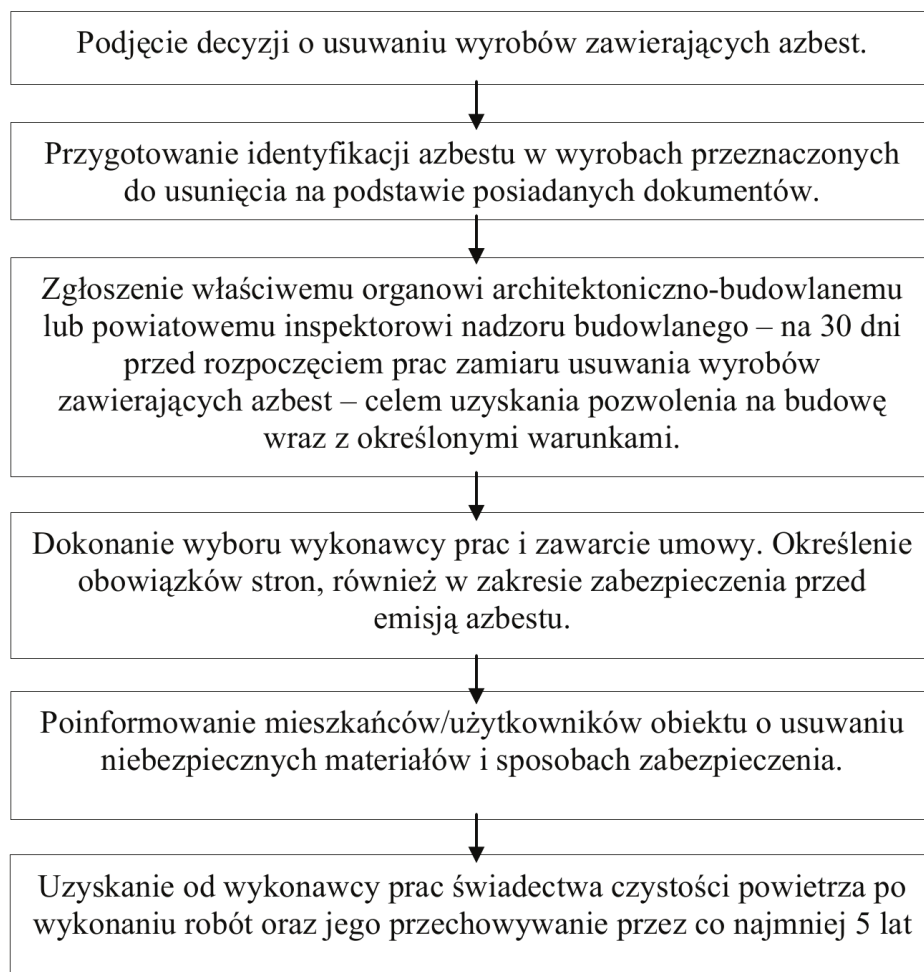 Podjęcie decyzji o usuwaniu wyrobów zawierających azbest.
Przygotowanie identyfikacji azbestu w wyrobach przeznaczonych
do usunięcia na podstawie posiadanych dokumentów.
Zgłoszenie właściwemu organowi architektoniczno-budowlanemu
lub powiatowemu inspektorowi nadzoru budowlanego – na 30 dni
przed rozpoczęciem prac zamiaru usuwania wyrobów
zawierających azbest – celem uzyskania pozwolenia na budowę
wraz z określonymi warunkami.
Dokonanie wyboru wykonawcy prac i zawarcie umowy. Określenie
obowiązków stron, również w zakresie zabezpieczenia przed
emisją azbestu.
Poinformowanie mieszkańców/użytkowników obiektu o usuwaniu
niebezpiecznych materiałów i sposobach zabezpieczenia.
Uzyskanie od wykonawcy prac świadectwa czystości powietrza po
wykonaniu robót oraz jego przechowywanie przez co najmniej 5 lat